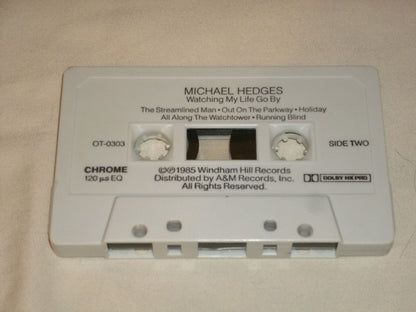 MICHAEL HEDGES
Watching My Life Go By
The Streamlined Man • Out On The Parkway • Holiday
All Along The Watchtower • Running Blind
OT-0303
SIDE TWO
CHROME
120 µs EQ
©℗1985 Windham Hill Records
Distributed by A&M Records, Inc.
All Rights Reserved.
DOLBY HX PRO